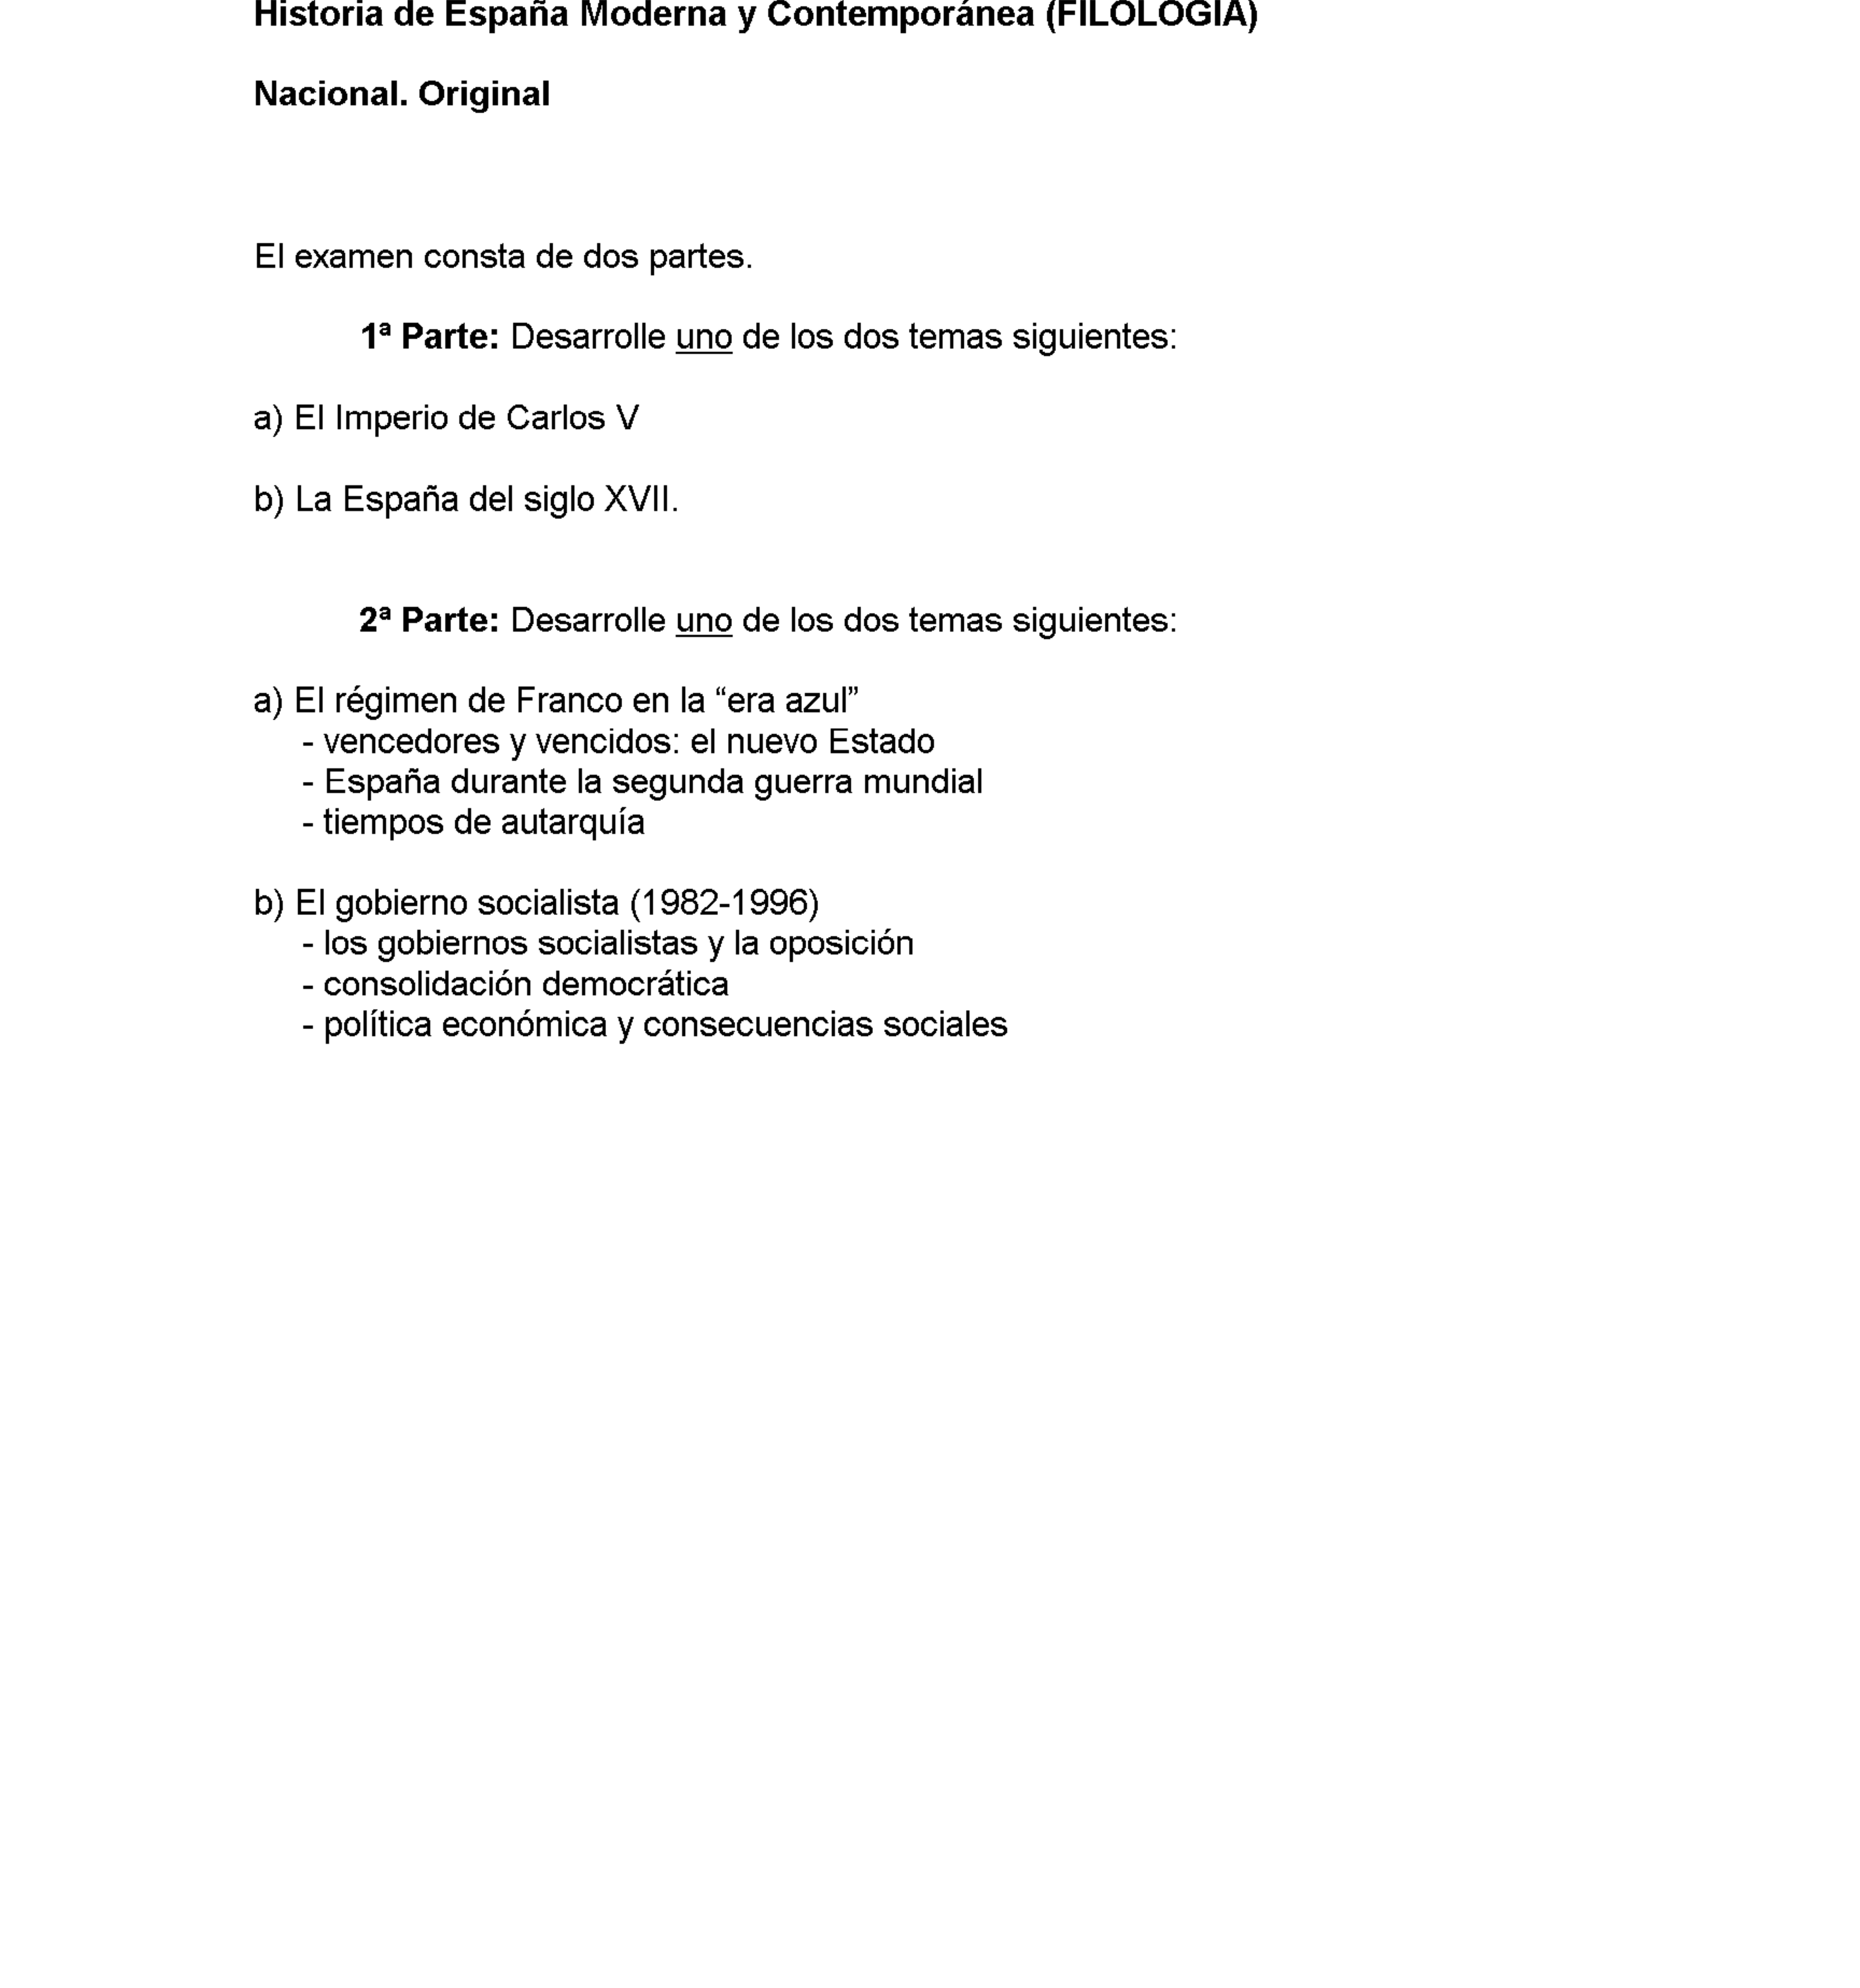 Historia de España Moderna y Contemporánea (FILOLOGÍA)
Nacional. Original
El examen consta de dos partes.
1ª Parte: Desarrolle uno de los dos temas siguientes:
a) El Imperio de Carlos V
b) La España del siglo XVII.
2ª Parte: Desarrolle uno de los dos temas siguientes:
a) El régimen de Franco en la “era azul”
- vencedores y vencidos: el nuevo Estado
- España durante la segunda guerra mundial
- tiempos de autarquía
b) El gobierno socialista (1982-1996)
- los gobiernos socialistas y la oposición
- consolidación democrática
- política económica y consecuencias sociales